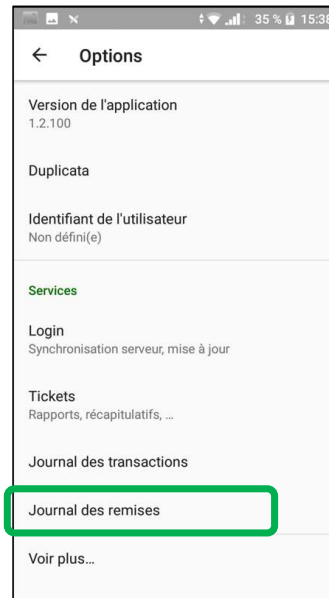 35 % 15:38
Options
Version de l'application
1.2.100
Duplicata
Identifiant de l'utilisateur
Non défini(e)
Services
Login
Synchronisation serveur, mise à jour
Tickets
Rapports, récapitulatifs, ...
Journal des transactions
Journal des remises
Voir plus...